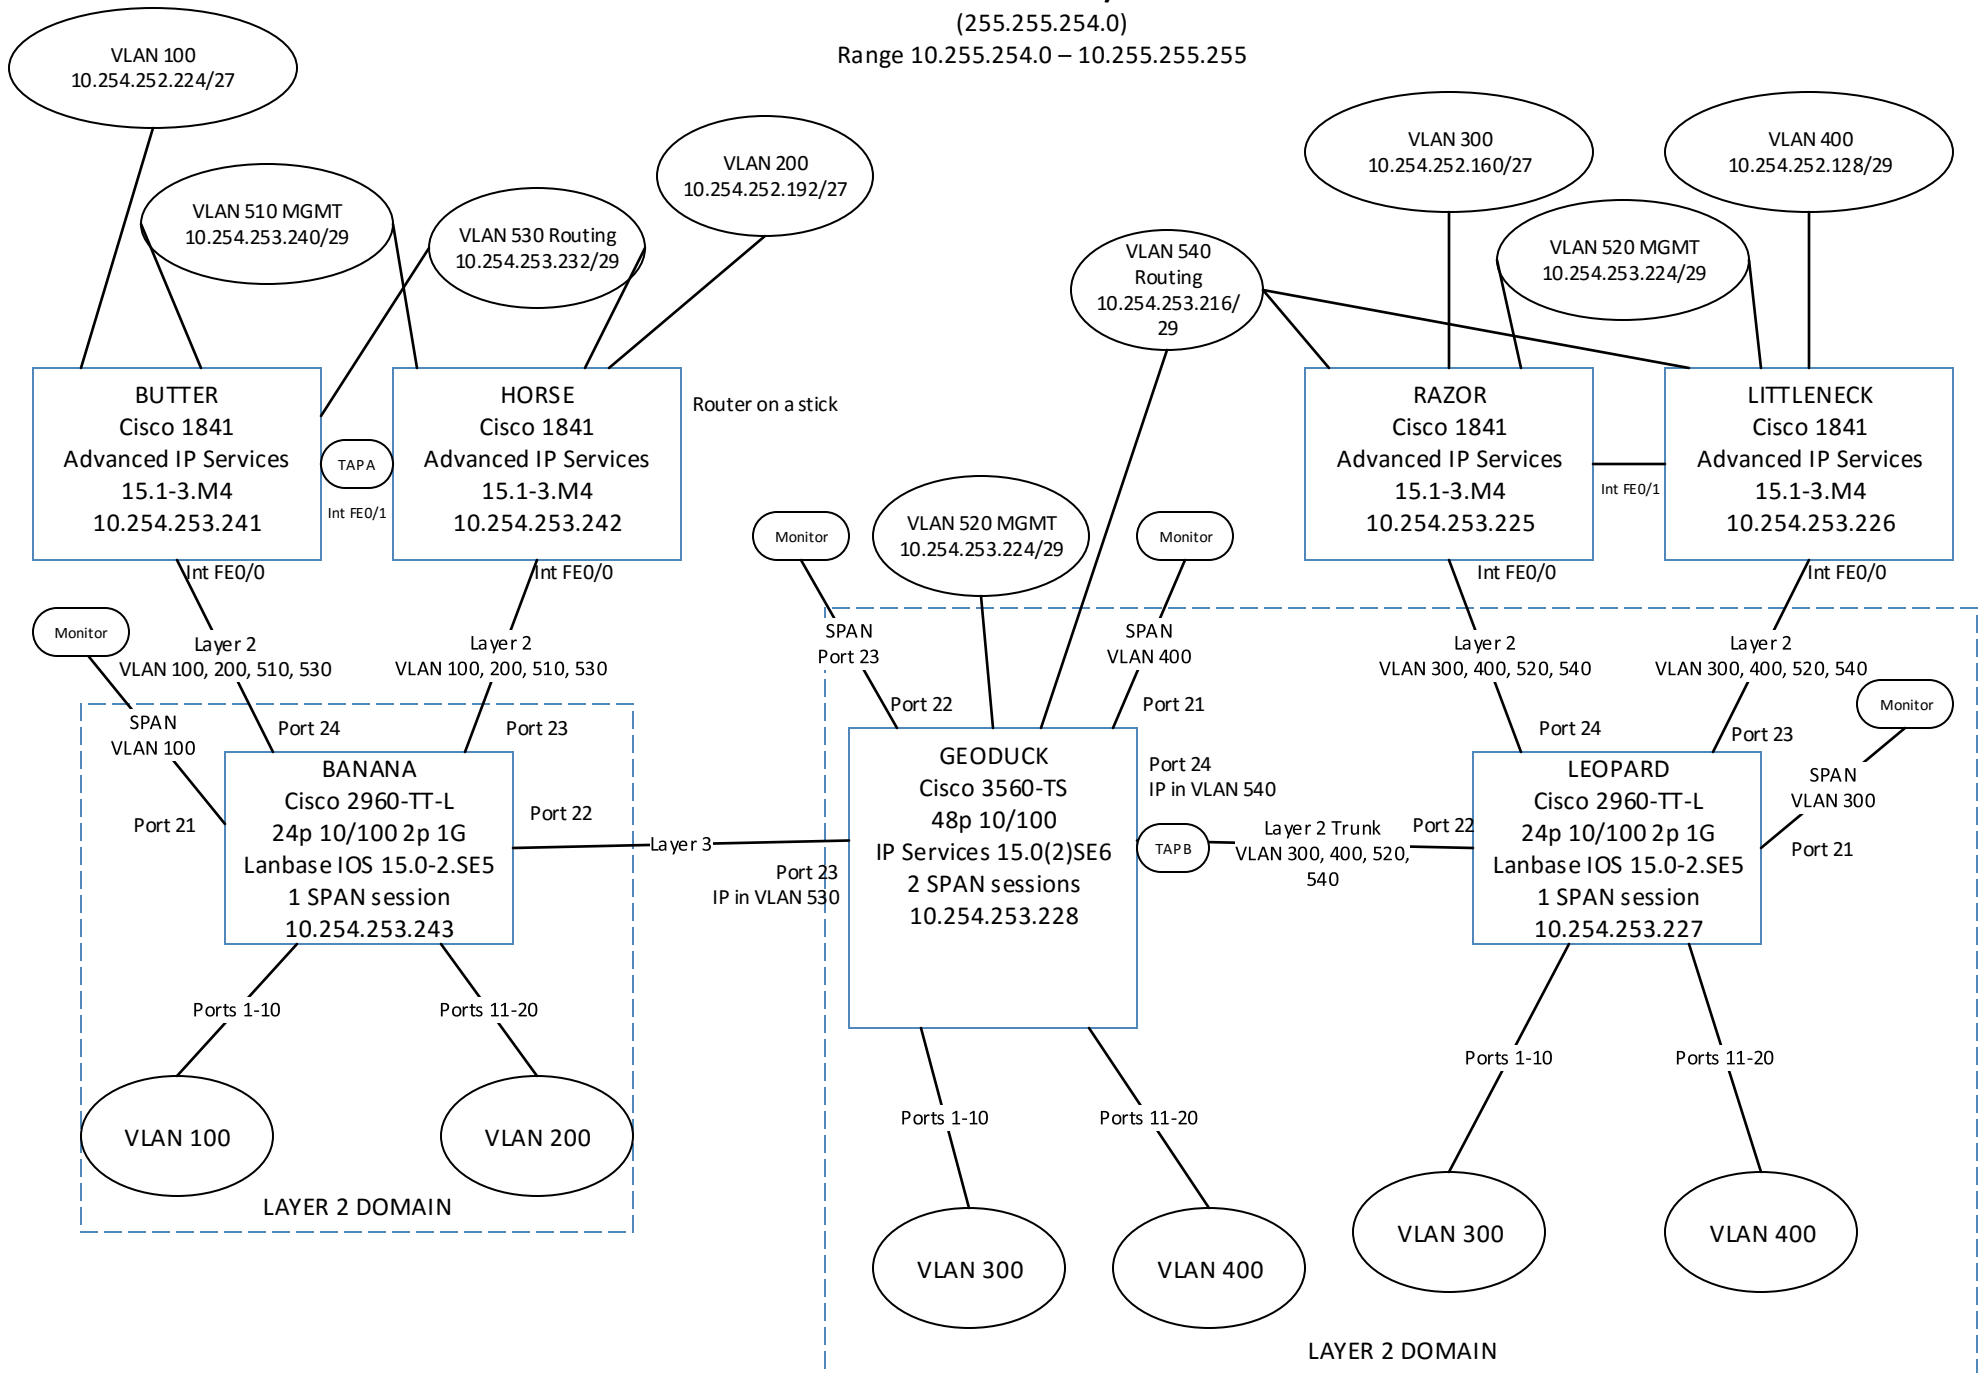 (255.255.254.0)
Range 10.255.254.0 – 10.255.255.255
VLAN 100
10.254.252.224/27
VLAN 510 MGMT
10.254.253.240/29
VLAN 530 Routing
10.254.253.232/29
VLAN 200
10.254.252.192/27
VLAN 540
Routing
10.254.253.216/
29
VLAN 300
10.254.252.160/27
VLAN 400
10.254.252.128/29
VLAN 520 MGMT
10.254.253.224/29
BUTTER
Cisco 1841
Advanced IP Services
15.1-3.M4
10.254.253.241
TAP A
Int FE0/1
HORSE
Cisco 1841
Advanced IP Services
15.1-3.M4
10.254.253.242
Router on a stick
RAZOR
Cisco 1841
Advanced IP Services
15.1-3.M4
10.254.253.225
Int FE0/1
LITTLENECK
Cisco 1841
Advanced IP Services
15.1-3.M4
10.254.253.226
Int FE0/0
Int FE0/0
Int FE0/0
Int FE0/0
Monitor
VLAN 520 MGMT
10.254.253.224/29
Monitor
Monitor
Layer 2
VLAN 100, 200, 510, 530
Layer 2
VLAN 100, 200, 510, 530
SPAN
Port 23
SPAN
VLAN 400
Layer 2
VLAN 300, 400, 520, 540
Layer 2
VLAN 300, 400, 520, 540
Monitor
SPAN
VLAN 100
Port 24
Port 23
Port 22
Port 21
Port 24
Port 23
SPAN
VLAN 300
Port 21
BANANA
Cisco 2960-TT-L
24p 10/100 2p 1G
Lanbase IOS 15.0-2.SE5
1 SPAN session
10.254.253.243
Port 22
Layer 3
Port 23
IP in VLAN 530
GEODUCK
Cisco 3560-TS
48p 10/100
IP Services 15.0(2)SE6
2 SPAN sessions
10.254.253.228
Port 24
IP in VLAN 540
TAP B
Layer 2 Trunk
VLAN 300, 400, 520,
540
Port 22
LEOPARD
Cisco 2960-TT-L
24p 10/100 2p 1G
Lanbase IOS 15.0-2.SE5
1 SPAN session
10.254.253.227
Port 21
Ports 1-10
Ports 11-20
Ports 1-10
Ports 11-20
Ports 1-10
Ports 11-20
VLAN 100
VLAN 200
LAYER 2 DOMAIN
VLAN 300
VLAN 400
VLAN 300
VLAN 400
LAYER 2 DOMAIN